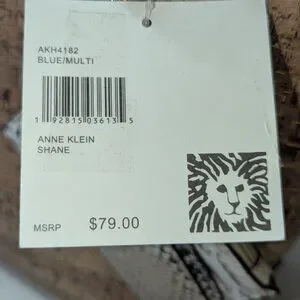 AKH4182
BLUE/MULTI
1 92815 03613 5
ANNE KLEIN
SHANE
MSRP $79.00